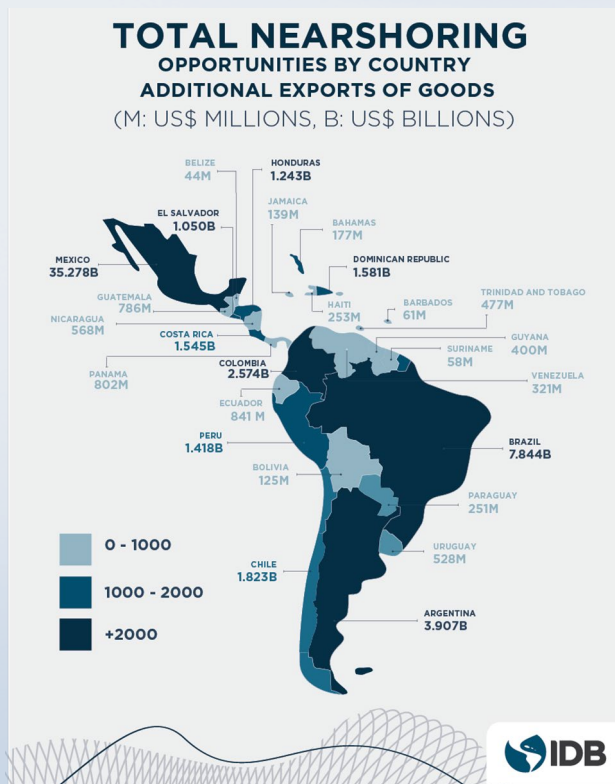 TOTAL NEARSHORING
OPPORTUNITIES BY COUNTRY
ADDITIONAL EXPORTS OF GOODS
(M: US$ MILLIONS, B: US$ BILLIONS)
BELIZE
44M
HONDURAS
1.243B
JAMAICA
139M
EL SALVADOR
1.050B
BAHAMAS
177M
MEXICO
35.278B
DOMINICAN REPUBLIC
1.581B
GUATEMALA
786M
HAITI
253M
BARBADOS
61M
TRINIDAD AND TOBAGO
477M
NICARAGUA
568M
COSTA RICA
1.545B
GUYANA
400M
SURINAME
58M
PANAMA
802M
COLOMBIA
2.574B
VENEZUELA
321M
ECUADOR
841 M
PERU
1.418B
BRAZIL
7.844B
BOLIVIA
125M
PARAGUAY
251M
URUGUAY
528M
CHILE
1.823B
ARGENTINA
3.907B
0 - 1000
1000 - 2000
+2000
IDB